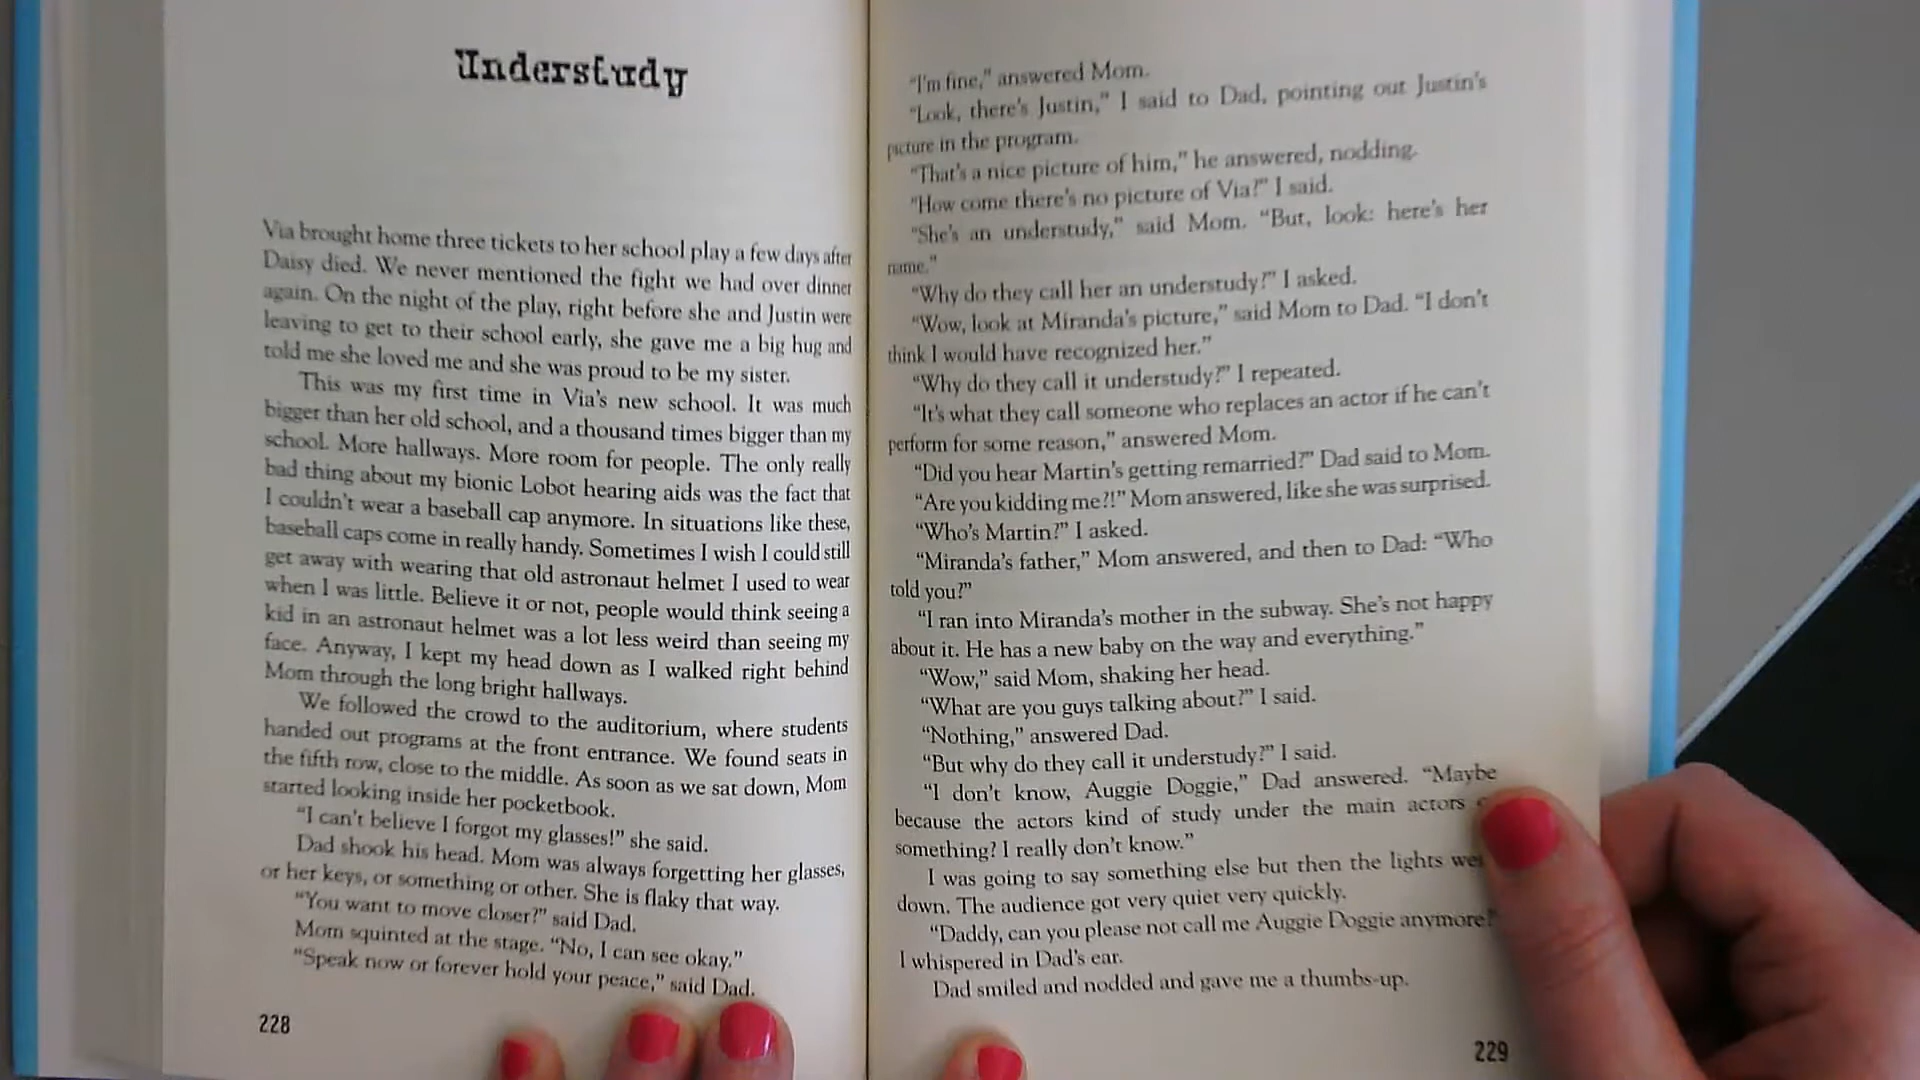 Understudy
Via brought home three tickets to her school play a few days after
Daisy died. We never mentioned the fight we had over dinner
again. On the night of the play, right before she and Justin were
leaving to get to their school early, she gave me a big hug and
told me she loved me and she was proud to be my sister.
This was my first time in Via's new school. It was much
bigger than her old school, and a thousand times bigger than my
school. More hallways. More room for people. The only really
bad thing about my bionic Lobot hearing aids was the fact that
I couldn't wear a baseball cap anymore. In situations like these,
baseball caps come in really handy. Sometimes I wish I could still
get away with wearing that old astronaut helmet I used to wear
when I was little. Believe it or not, people would think seeing a
kid in an astronaut helmet was a lot less weird than seeing my
face. Anyway, I kept my head down as I walked right behind
Mom through the long bright hallways.
We followed the crowd to the auditorium, where students
handed out programs at the front entrance. We found seats in
the fifth row, close to the middle. As soon as we sat down, Mom
started looking inside her pocketbook.
"I can't believe I forgot my glasses!" she said.
Dad shook his head. Mom was always forgetting her glasses,
or her keys, or something or other. She is flaky that way.
"You want to move closer?" said Dad.
Mom squinted at the stage. "No, I can see okay."
"Speak now or forever hold your peace," said Dad.
228
"I'm fine," answered Mom.
"Look, there's Justin," I said to Dad, pointing out Justin's
picture in the program.
"That's a nice picture of him," he answered, nodding.
"How come there's no picture of Via?" I said.
"She's an understudy," said Mom. "But, look: here's her
name."
"Why do they call her an understudy?" I asked.
"Wow, look at Miranda's picture," said Mom to Dad. "I don't
think I would have recognized her."
"Why do they call it understudy?" I repeated.
"It's what they call someone who replaces an actor if he can't
perform for some reason," answered Mom.
"Did you hear Martin's getting remarried?" Dad said to Mom.
"Are you kidding me?!" Mom answered, like she was surprised.
"Who's Martin?" I asked.
"Miranda's father," Mom answered, and then to Dad: "Who
told you?"
"I ran into Miranda's mother in the subway. She's not happy
about it. He has a new baby on the way and everything."
"Wow," said Mom, shaking her head.
"What are you guys talking about?" I said.
"Nothing," answered Dad.
"But why do they call it understudy?" I said.
"I don't know, Auggie Doggie," Dad answered. "Maybe
because the actors kind of study under the main actors
something? I really don't know."
I was going to say something else but then the lights
down. The audience got very quiet very quickly.
"Daddy, can you please not call me Auggie Doggie anymore?"
I whispered in Dad's ear.
Dad smiled and nodded and gave me a thumbs-up.
229